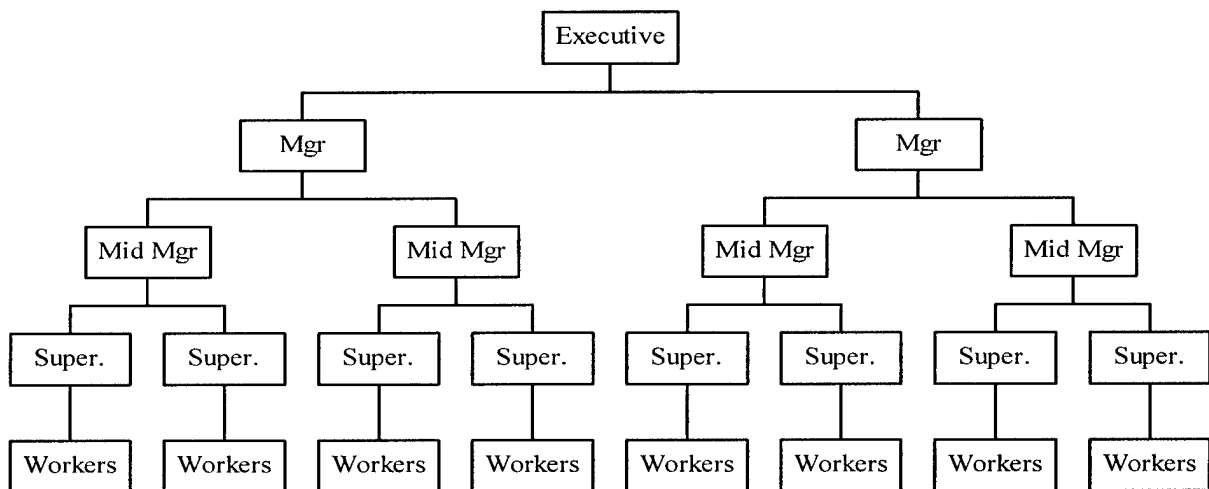 Executive
Mgr Mgr
Mid Mgr Mid Mgr Mid Mgr Mid Mgr
Super. Super. Super. Super. Super. Super. Super. Super.
Workers Workers Workers Workers Workers Workers Workers Workers